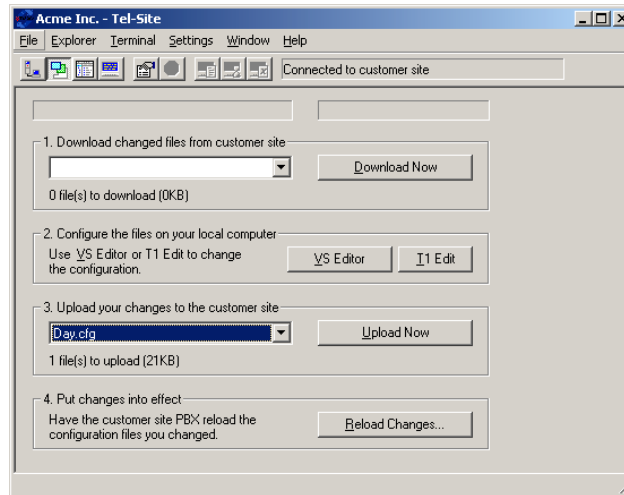 Acme Inc. - Tel-Site
File Explorer Terminal Settings Window Help
Connected to customer site
1. Download changed files from customer site
Download Now
0 file(s) to download (0KB)
2. Configure the files on your local computer
Use VS Editor or T1 Edit to change
the configuration.
VS Editor
T1 Edit
3. Upload your changes to the customer site
Day.cfg
Upload Now
1 file(s) to upload (21KB)
4. Put changes into effect
Have the customer site PBX reload the
configuration files you changed.
Reload Changes...